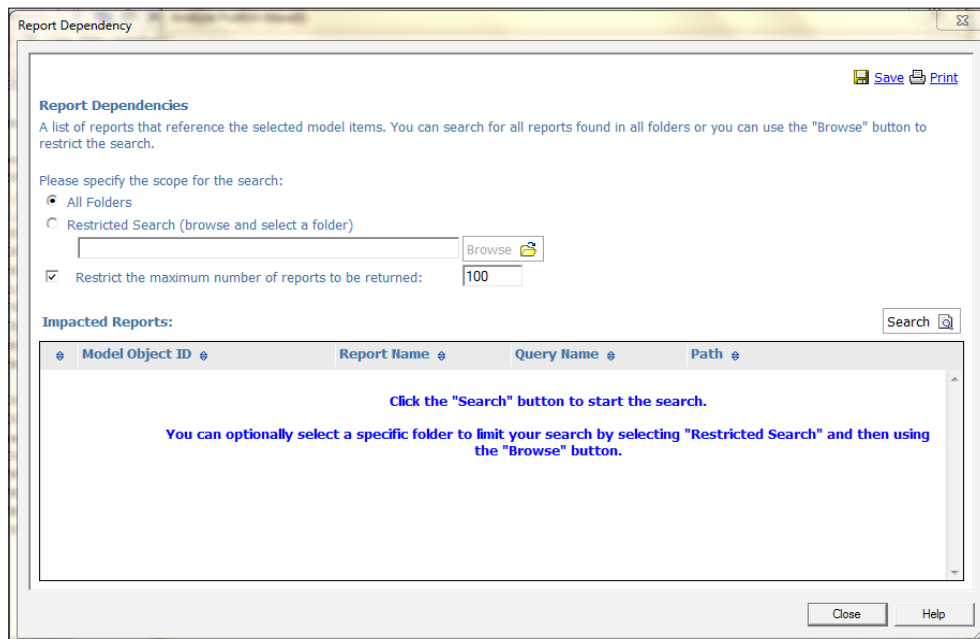 Analyze Publish Impact
Report Dependency
Save Print
Report Dependencies
A list of reports that reference the selected model items. You can search for all reports found in all folders or you can use the "Browse" button to
restrict the search.
Please specify the scope for the search:
All Folders
Restricted Search (browse and select a folder)
Browse
Restrict the maximum number of reports to be returned: 100
Impacted Reports: Search
Model Object ID Report Name Query Name Path
Click the "Search" button to start the search.
You can optionally select a specific folder to limit your search by selecting "Restricted Search" and then using
the "Browse" button.
Close Help